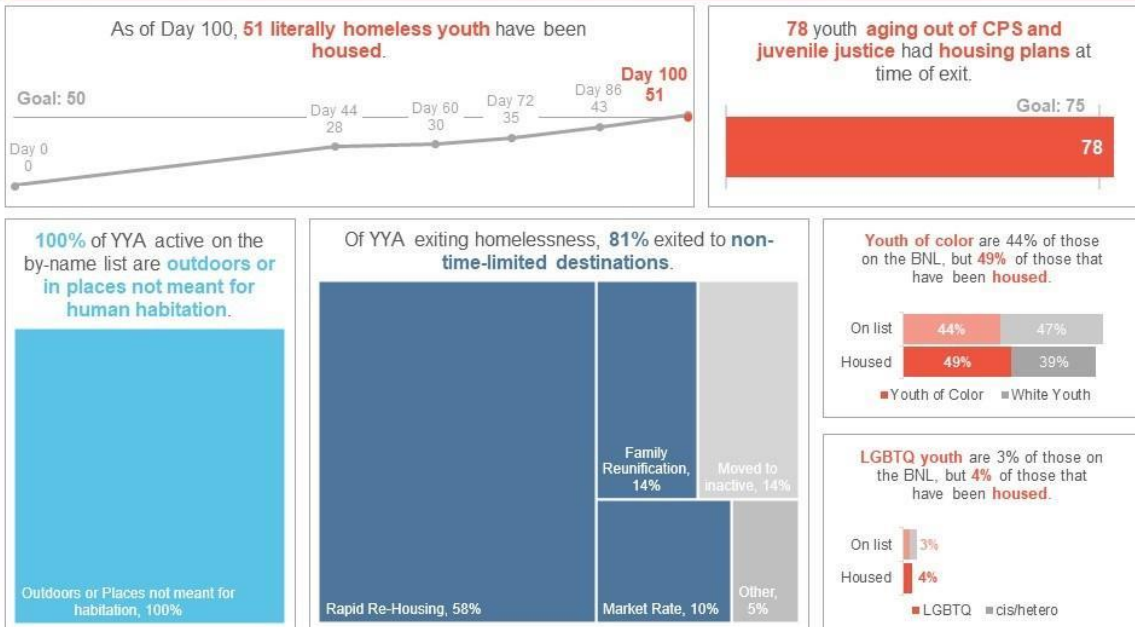 As of Day 100, 51 literally homeless youth have been
housed.
Goal: 50
Day 0
0
Day 44
28
Day 60
30
Day 72
35
Day 86
43
Day 100
51
78 youth aging out of CPS and
juvenile justice had housing plans at
time of exit.
Goal: 75
78
100% of YYA active on the
by-name list are outdoors or
in places not meant for
human habitation.
Outdoors or Places not meant for
habitation, 100%
Of YYA exiting homelessness, 81% exited to non-
time-limited destinations.
Rapid Re-Housing, 58%
Family
Reunification,
14%
Moved to
inactive, 14%
Market Rate, 10%
Other,
5%
Youth of color are 44% of those
on the BNL, but 49% of those that
have been housed.
On list 44% 47%
Housed 49% 39%
Youth of Color White Youth
LGBTQ youth are 3% of those on
the BNL, but 4% of those that
have been housed.
On list 3%
Housed 4%
LGBTQ cis/hetero